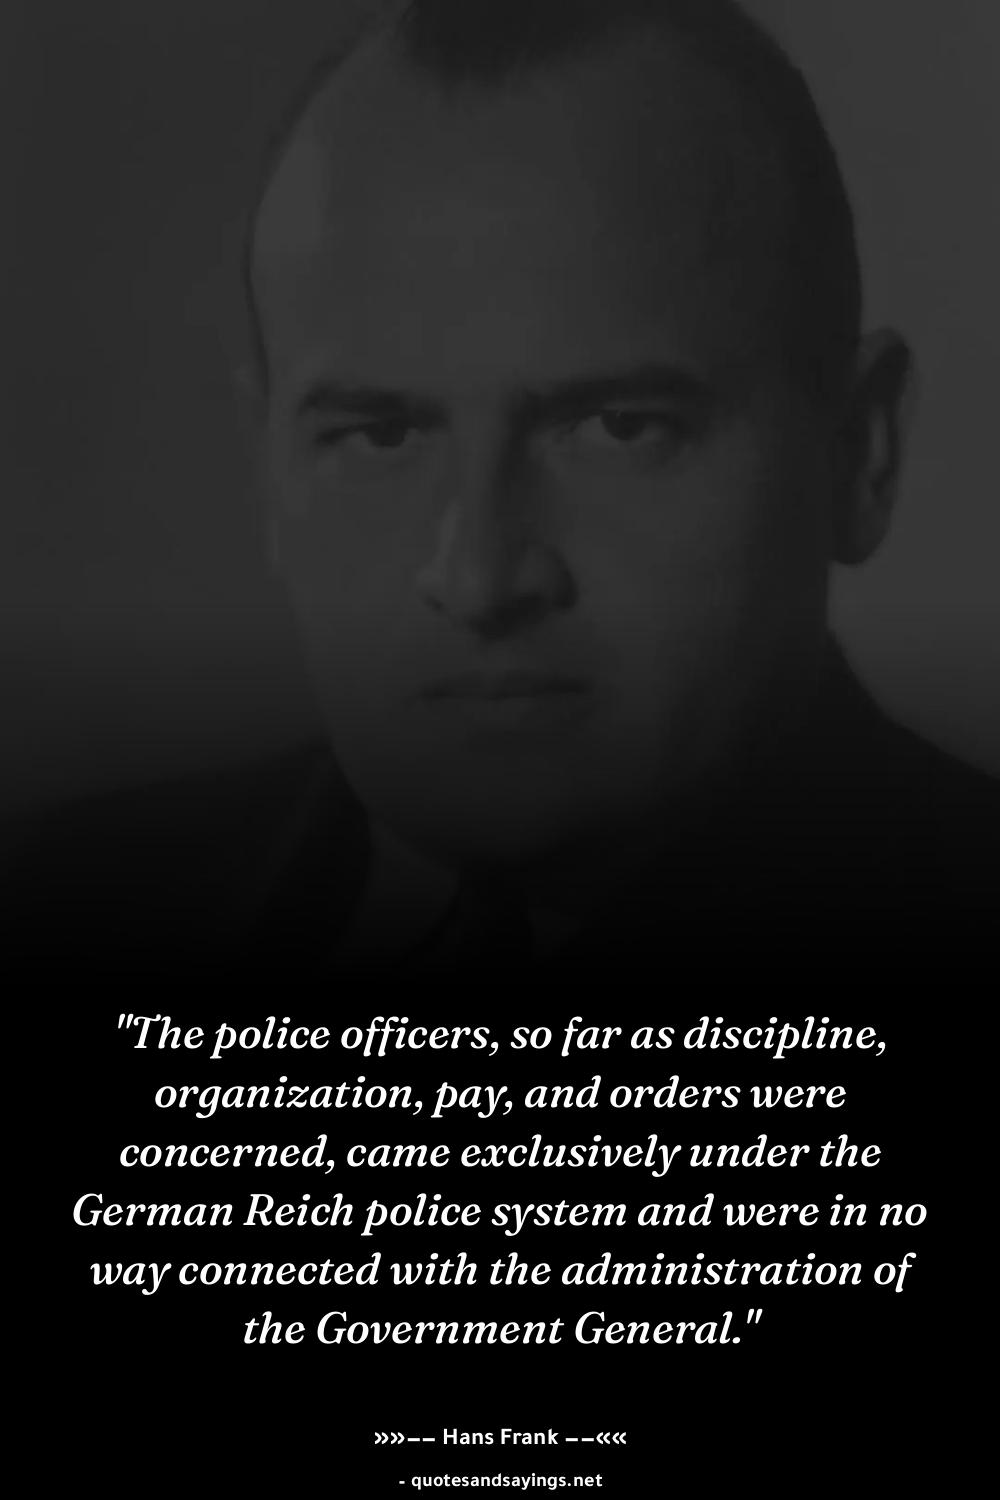 "The police officers, so far as discipline,
organization, pay, and orders were
concerned, came exclusively under the
German Reich police system and were in no
way connected with the administration of
the Government General."
»»–– Hans Frank ––««
- quotesandsayings.net